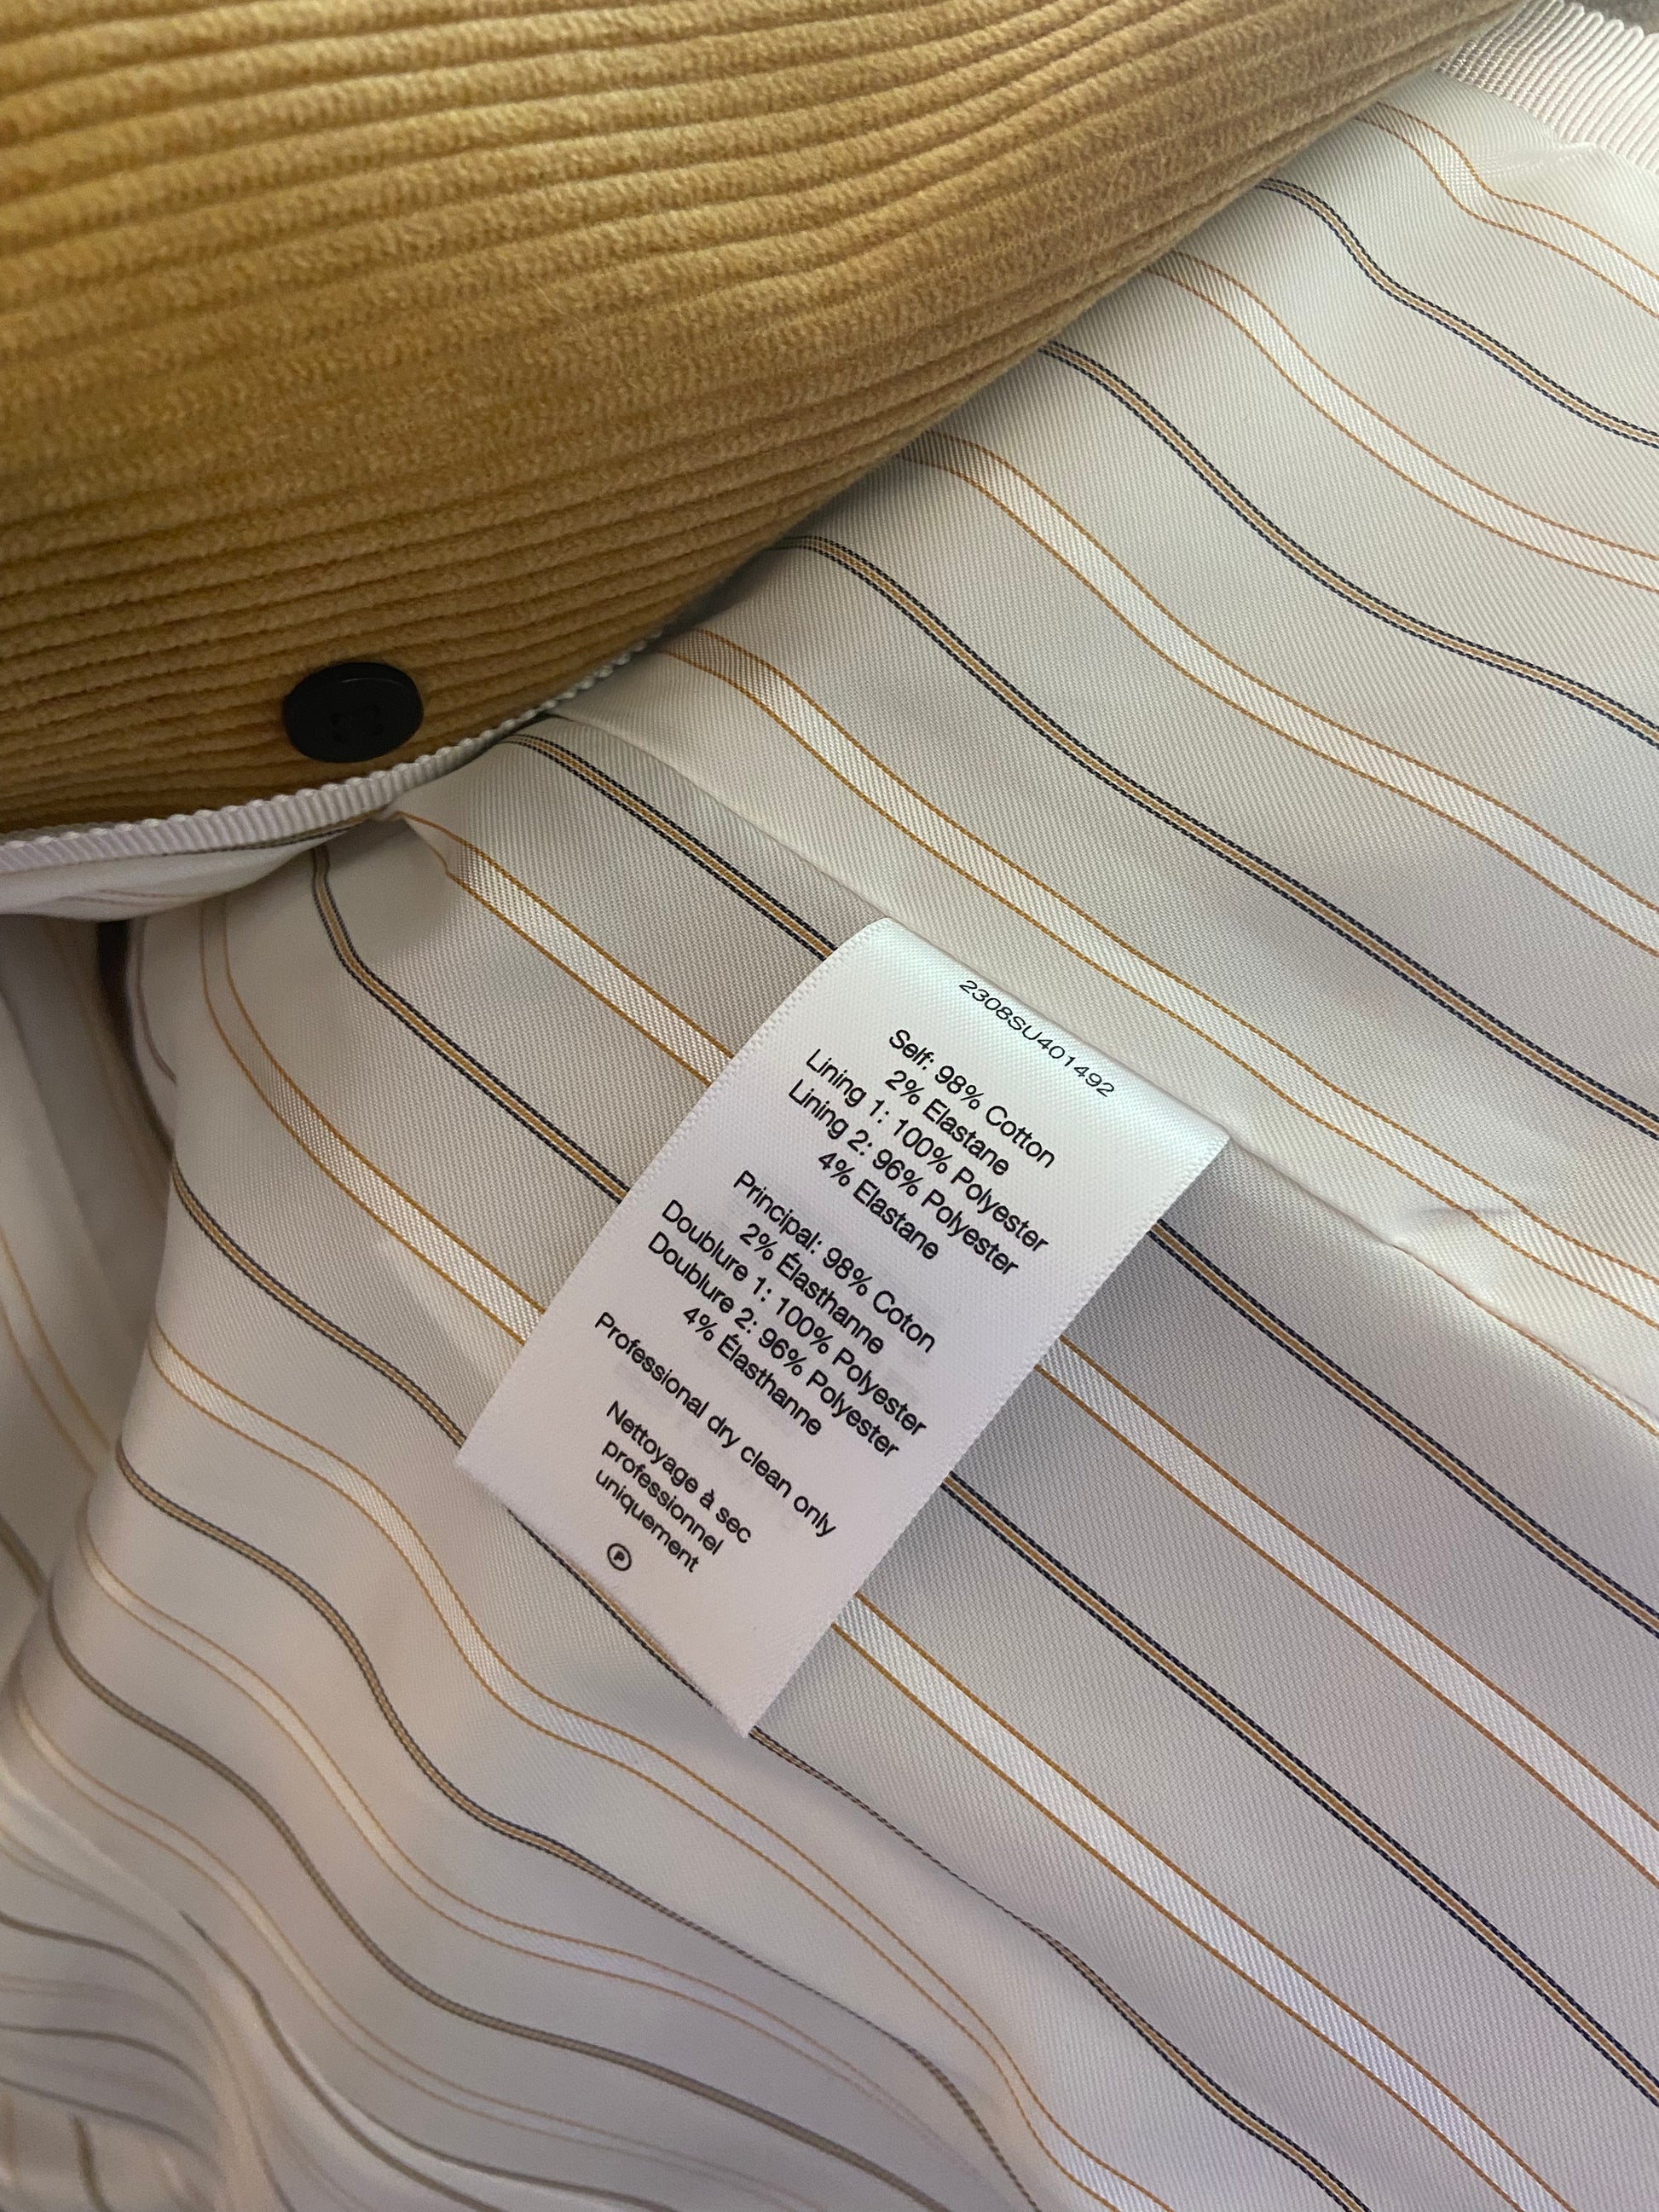 2308SU401492
Self: 98% Cotton
2% Elastane
Lining 1: 100% Polyester
Lining 2: 96% Polyester
4% Elastane
Principal: 98% Coton
2% Élasthanne
Doublure 1: 100% Polyester
Doublure 2: 96% Polyester
4% Élasthanne
Professional dry clean only
Nettoyage à sec
professionnel
uniquement
P